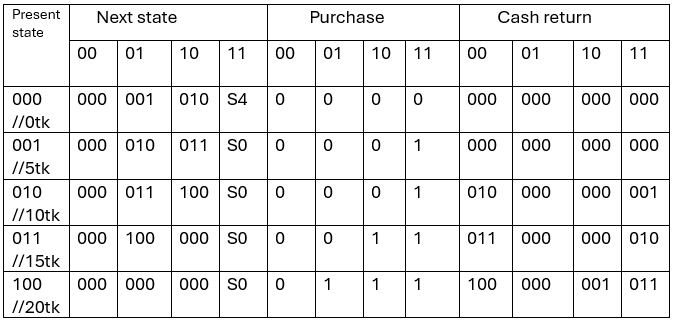 Present state Next state Purchase Cash return
00 01 10 11 00 01 10 11 00 01 10 11
000 //0tk 000 001 010 S4 0 0 0 0 000 000 000 000
001 //5tk 000 010 011 S0 0 0 0 1 000 000 000 000
010 //10tk 000 011 100 S0 0 0 0 1 010 000 000 001
011 //15tk 000 100 000 S0 0 0 1 1 011 000 000 010
100 //20tk 000 000 000 S0 0 1 1 1 100 000 001 011